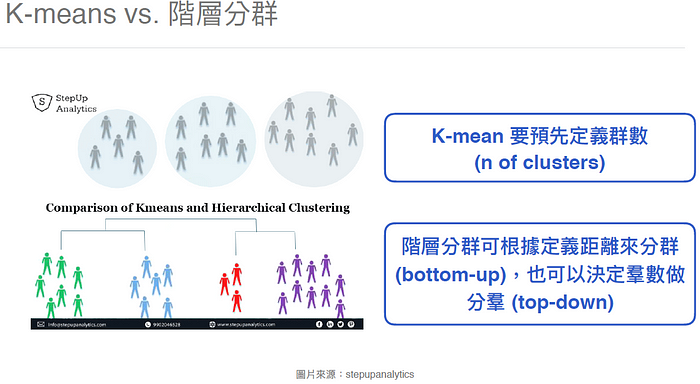 K-means vs. 階層分群
StepUp
Analytics
S
K-mean 要預先定義群數
(n of clusters)
Comparison of Kmeans and Hierarchical Clustering
階層分群可根據定義距離來分群
(bottom-up)，也可以決定羣數做
分羣 (top-down)
Info@stepupanalytics.com
9902046528
www.stepupanalytics.com
圖片來源：stepupanalytics